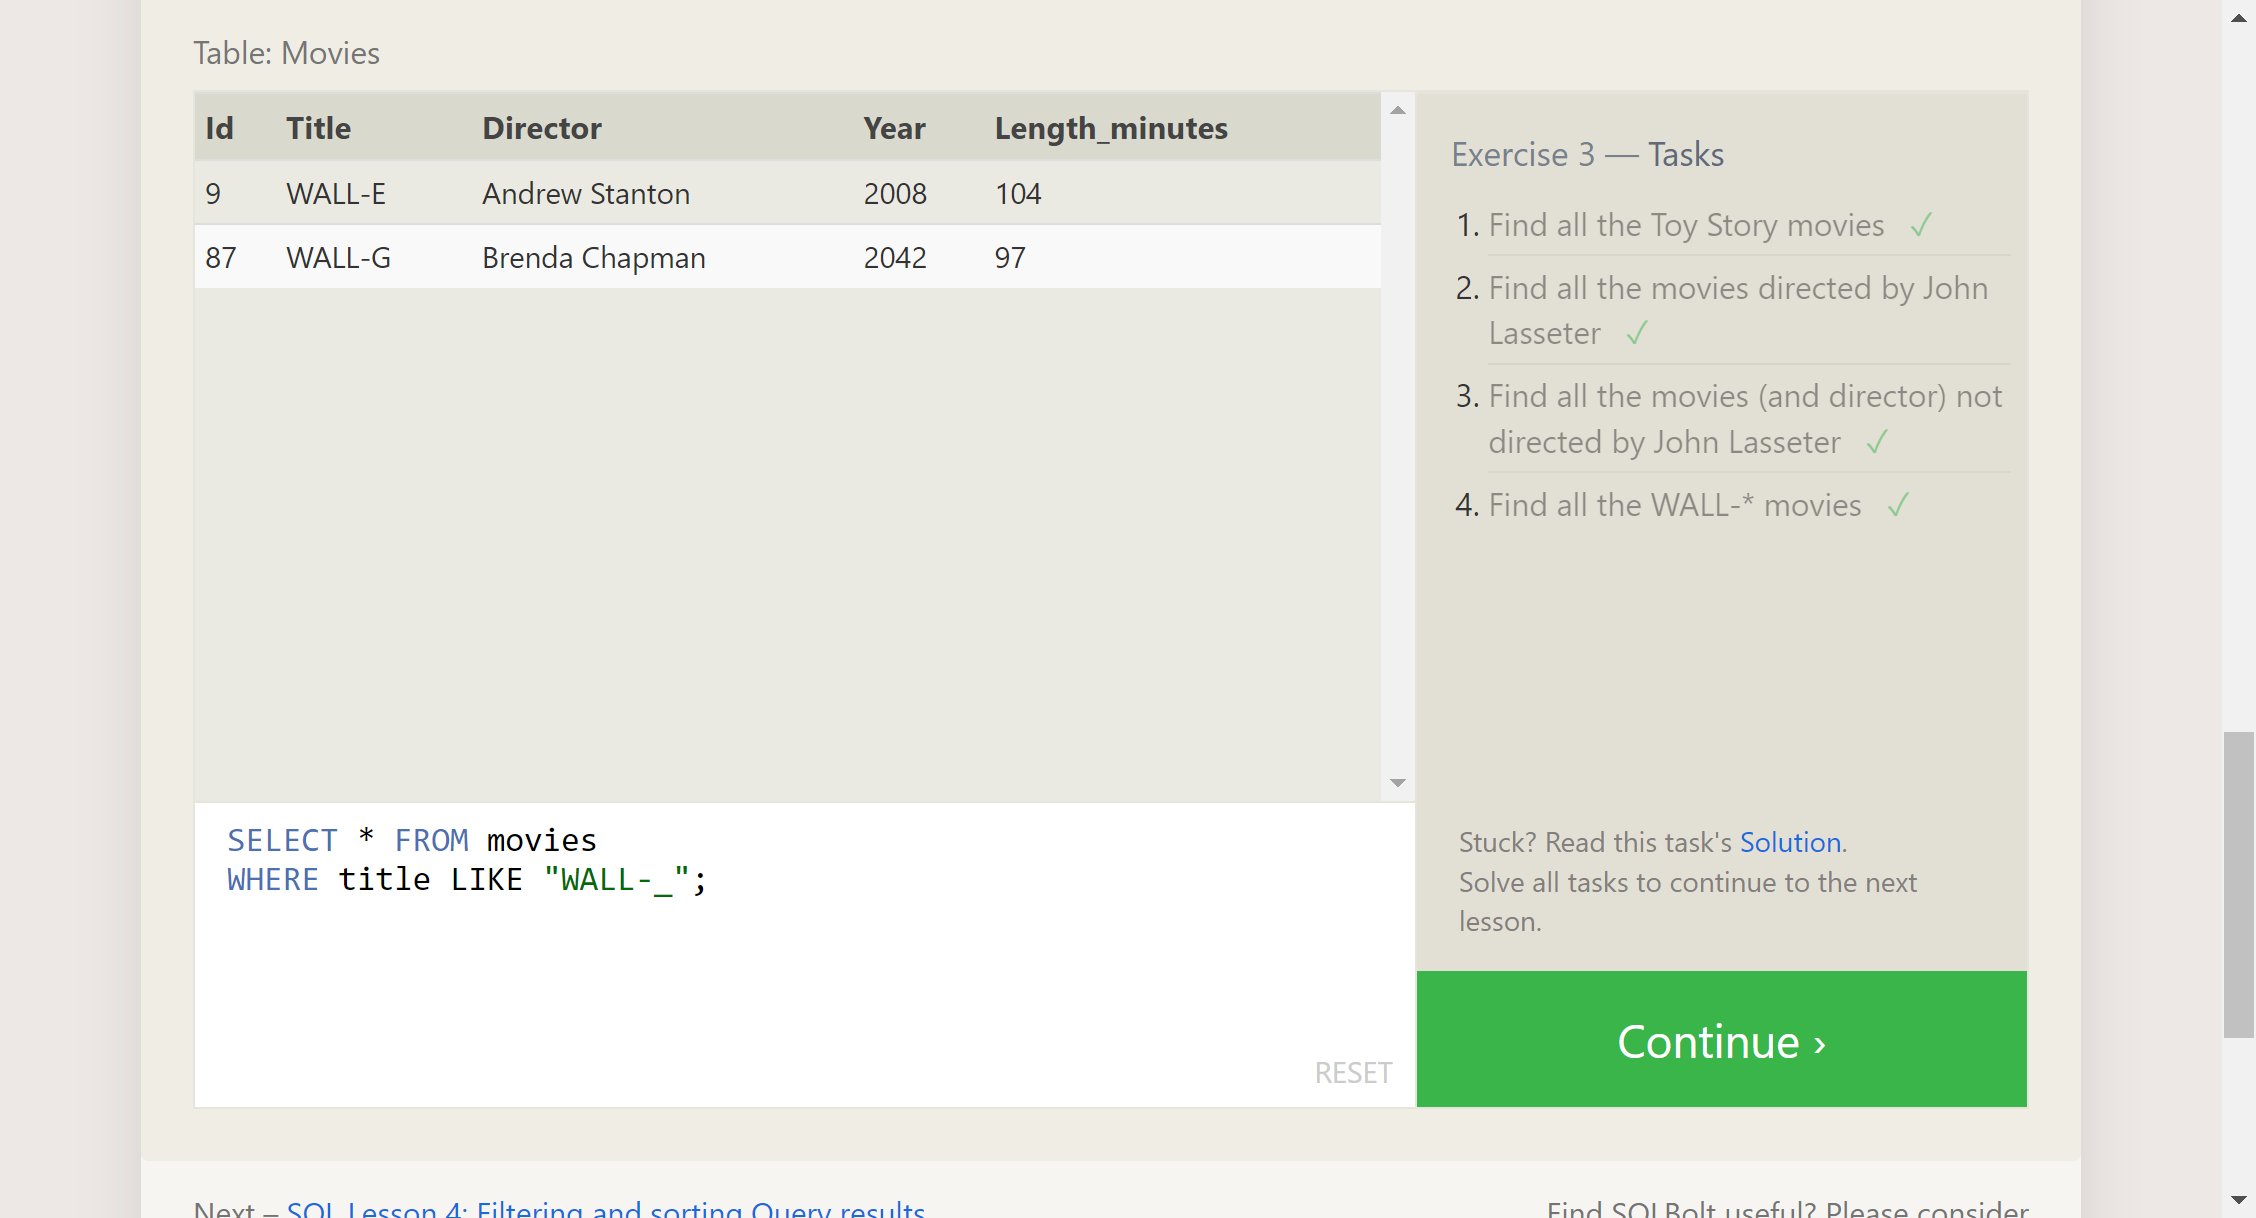 Table: Movies
Id Title Director Year Length_minutes
9 WALL-E Andrew Stanton 2008 104
87 WALL-G Brenda Chapman 2042 97
SELECT * FROM movies
WHERE title LIKE "WALL-_";
RESET
Exercise 3 — Tasks
1. Find all the Toy Story movies ✓
2. Find all the movies directed by John
Lasseter ✓
3. Find all the movies (and director) not
directed by John Lasseter ✓
4. Find all the WALL-* movies ✓
Stuck? Read this task's Solution.
Solve all tasks to continue to the next
lesson.
Continue ›
Next – SQL Lesson 4: Filtering and sorting Query results
Find SQLBolt useful? Please consider